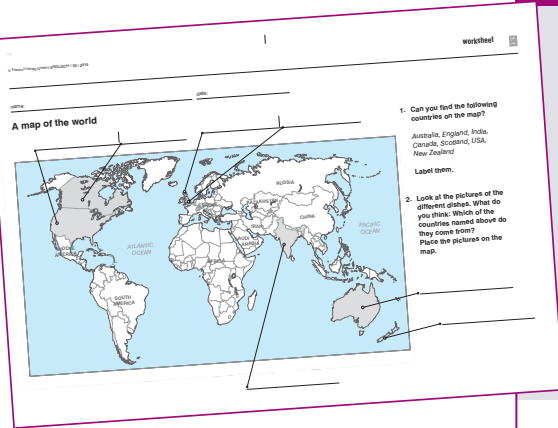 worksheet
name:
date:
A map of the world
1. Can you find the following
countries on the map?
Australia, England, India,
Canada, Scotland, USA,
New Zealand
Label them.
2. Look at the pictures of the
different dishes. What do
you think: Which of the
countries named above do
they come from?
Place the pictures on the
map.
RUSSIA
CHINA
IRAN
SAUDI
ARABIA
AFRICA
ATLANTIC
OCEAN
PACIFIC
OCEAN
SOUTH
AMERICA